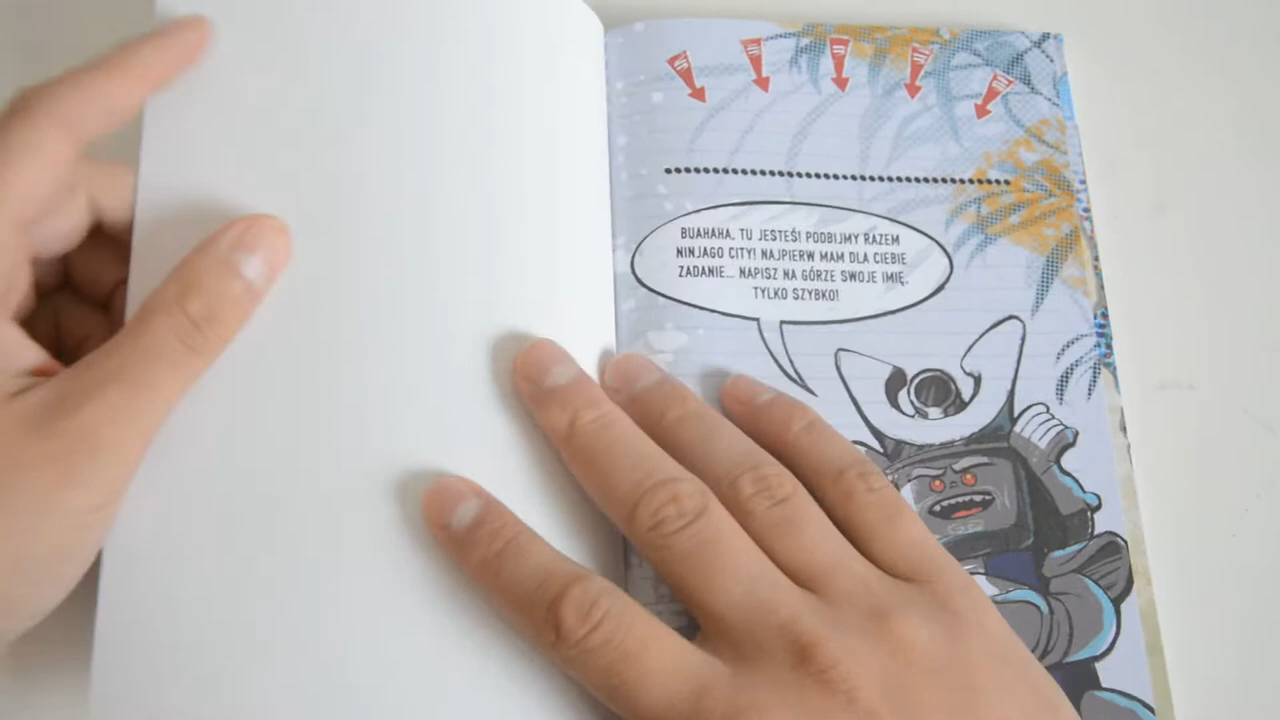 BUAHAHA, TU JESTEŚ! PODBIJMY RAZEM
NINJAGO CITY! NAJPIERW MAM DLA CIEBIE
ZADANIE... NAPISZ NA GÓRZE SWOJE IMIĘ.
TYLKO SZYBKO!